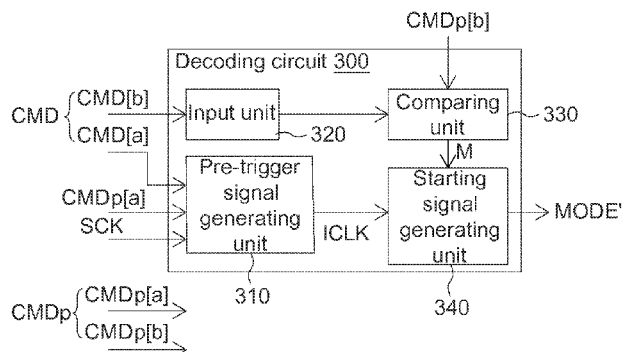 CMDp[b]
Decoding circuit 300
CMD
CMD[b]
CMD[a]
Input unit
320
Comparing
unit
330
M
CMDp[a]
SCK
Pre-trigger
signal
generating
unit
310
ICLK
Starting
signal
generating
unit
340
MODE'
CMDp
CMDp[a]
CMDp[b]